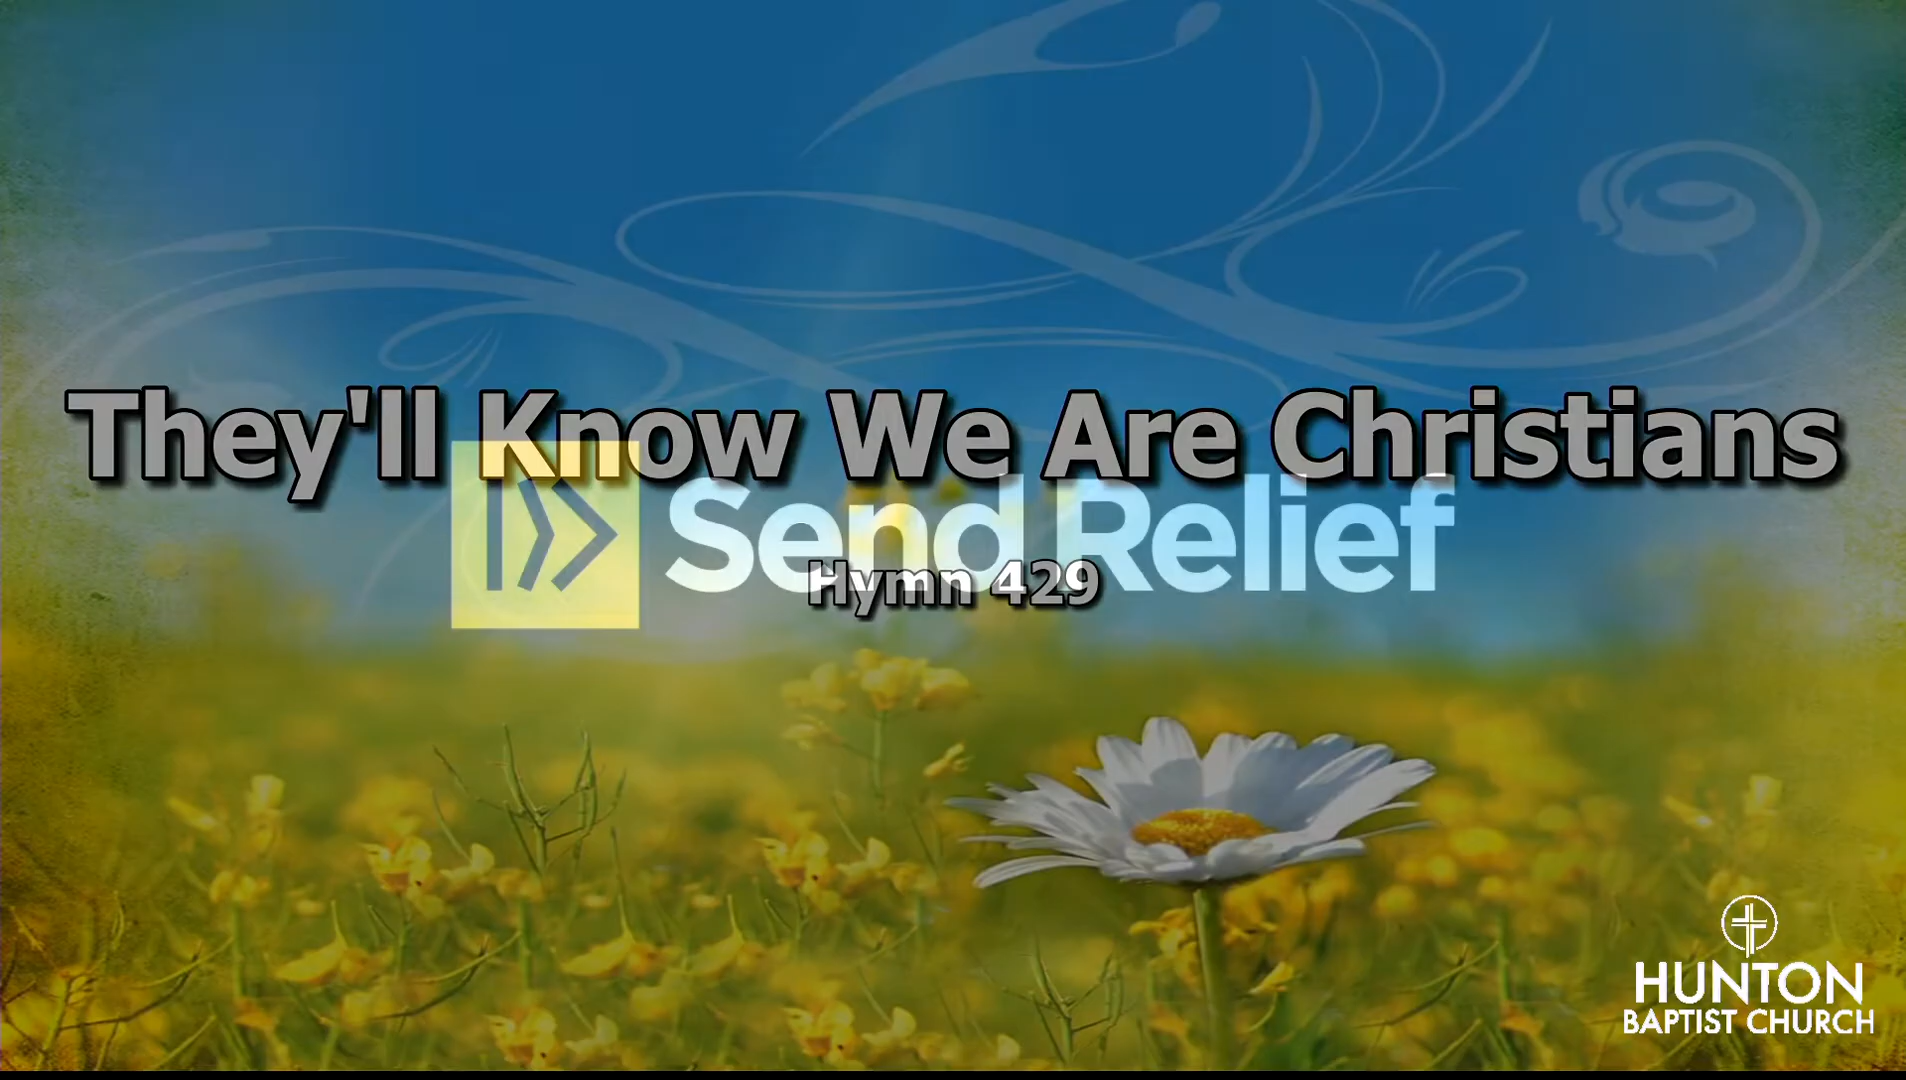 They'll Know We Are Christians
Send Relief
Hymn 429
HUNTON
BAPTIST CHURCH